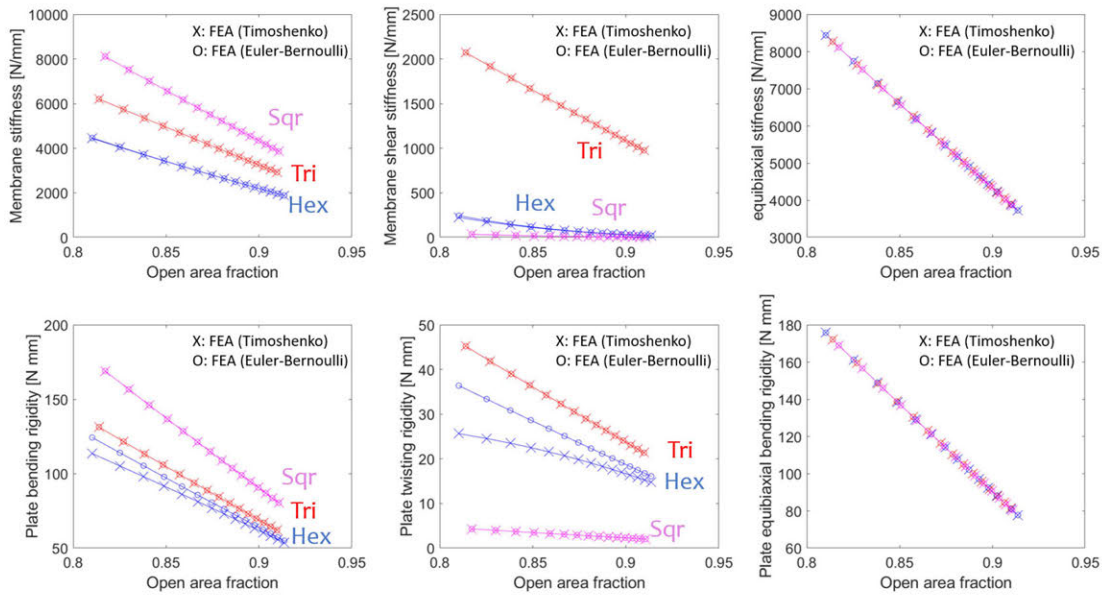 10000
8000
6000
4000
2000
0
0.8
0.85
0.9
0.95
Membrane stiffness [N/mm]
Open area fraction
X: FEA (Timoshenko)
O: FEA (Euler-Bernoulli)
Sqr
Tri
Hex
2500
2000
1500
1000
500
0
0.8
0.85
0.9
0.95
Membrane shear stiffness [N/mm]
Open area fraction
X: FEA (Timoshenko)
O: FEA (Euler-Bernoulli)
Tri
Hex
Sqr
9000
8000
7000
6000
5000
4000
3000
0.8
0.85
0.9
0.95
equibiaxial stifness [N/mm]
Open area fraction
X: FEA (Timoshenko)
O: FEA (Euler-Bernoulli)
200
150
100
50
0.8
0.85
0.9
0.95
Plate bending rigidity [N mm]
Open area fraction
X: FEA (Timoshenko)
O: FEA (Euler-Bernoulli)
Sqr
Tri
Hex
50
40
30
20
10
0
0.8
0.85
0.9
0.95
Plate twisting rigidity [N mm]
Open area fraction
X: FEA (Timoshenko)
O: FEA (Euler-Bernoulli)
Tri
Hex
Sqr
180
160
140
120
100
80
60
0.8
0.85
0.9
0.95
Plate equibiaxial bending rigidity [N mm]
Open area fraction
X: FEA (Timoshenko)
O: FEA (Euler-Bernoulli)